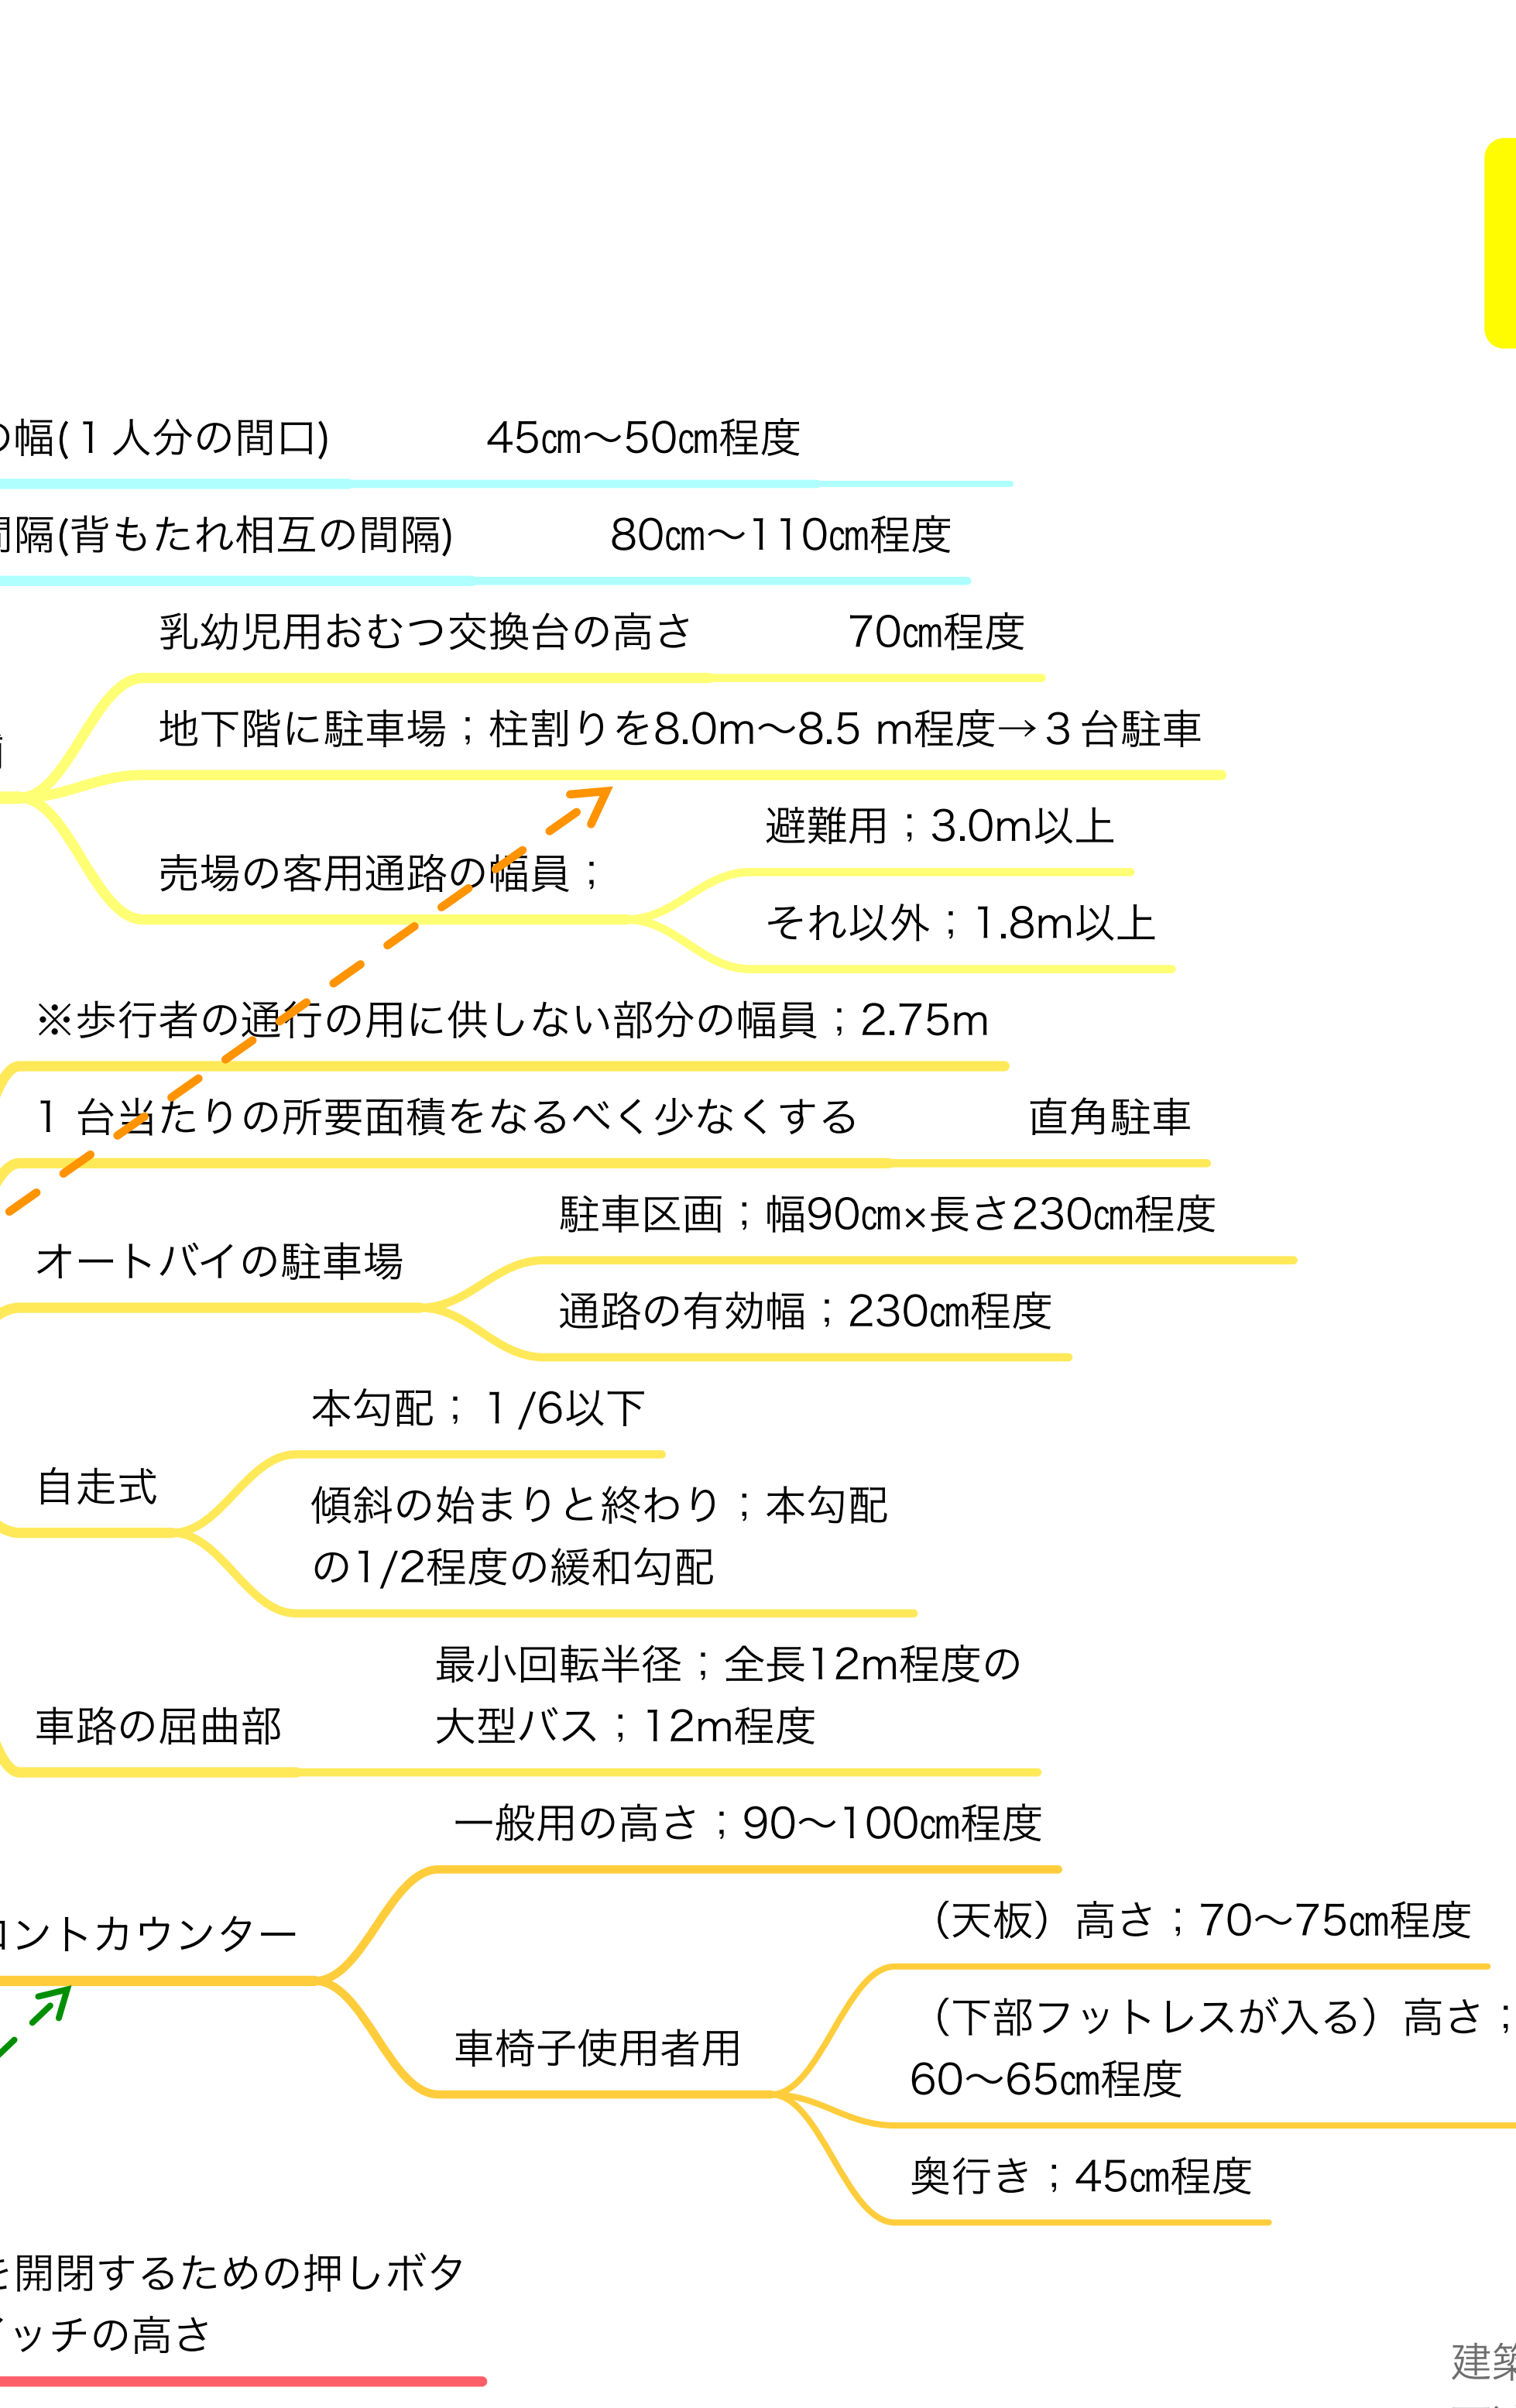 の幅(１人分の間口) 45㎝〜50㎝程度
間隔(背もたれ相互の間隔) 80㎝〜110㎝程度
乳幼児用おむつ交換台の高さ 70㎝程度
地下階に駐車場；柱割りを8.0m〜8.5 m程度→３台駐車
売場の客用通路の幅員；
避難用；3.0m以上
それ以外；1.8m以上
※歩行者の通行の用に供しない部分の幅員；2.75m
１台当たりの所要面積をなるべく少なくする 直角駐車
オートバイの駐車場
駐車区画；幅90㎝×長さ230㎝程度
通路の有効幅；230㎝程度
自走式
本勾配；１/6以下
傾斜の始まりと終わり；本勾配
の1/2程度の緩和勾配
車路の屈曲部
最小回転半径；全長12m程度の
大型バス；12m程度
ロントカウンター
一般用の高さ；90〜100㎝程度
車椅子使用者用
（天板）高さ；70〜75㎝程度
（下部フットレスが入る）高さ；
60〜65㎝程度
奥行き；45㎝程度
を開閉するための押しボタ
イッチの高さ
建築